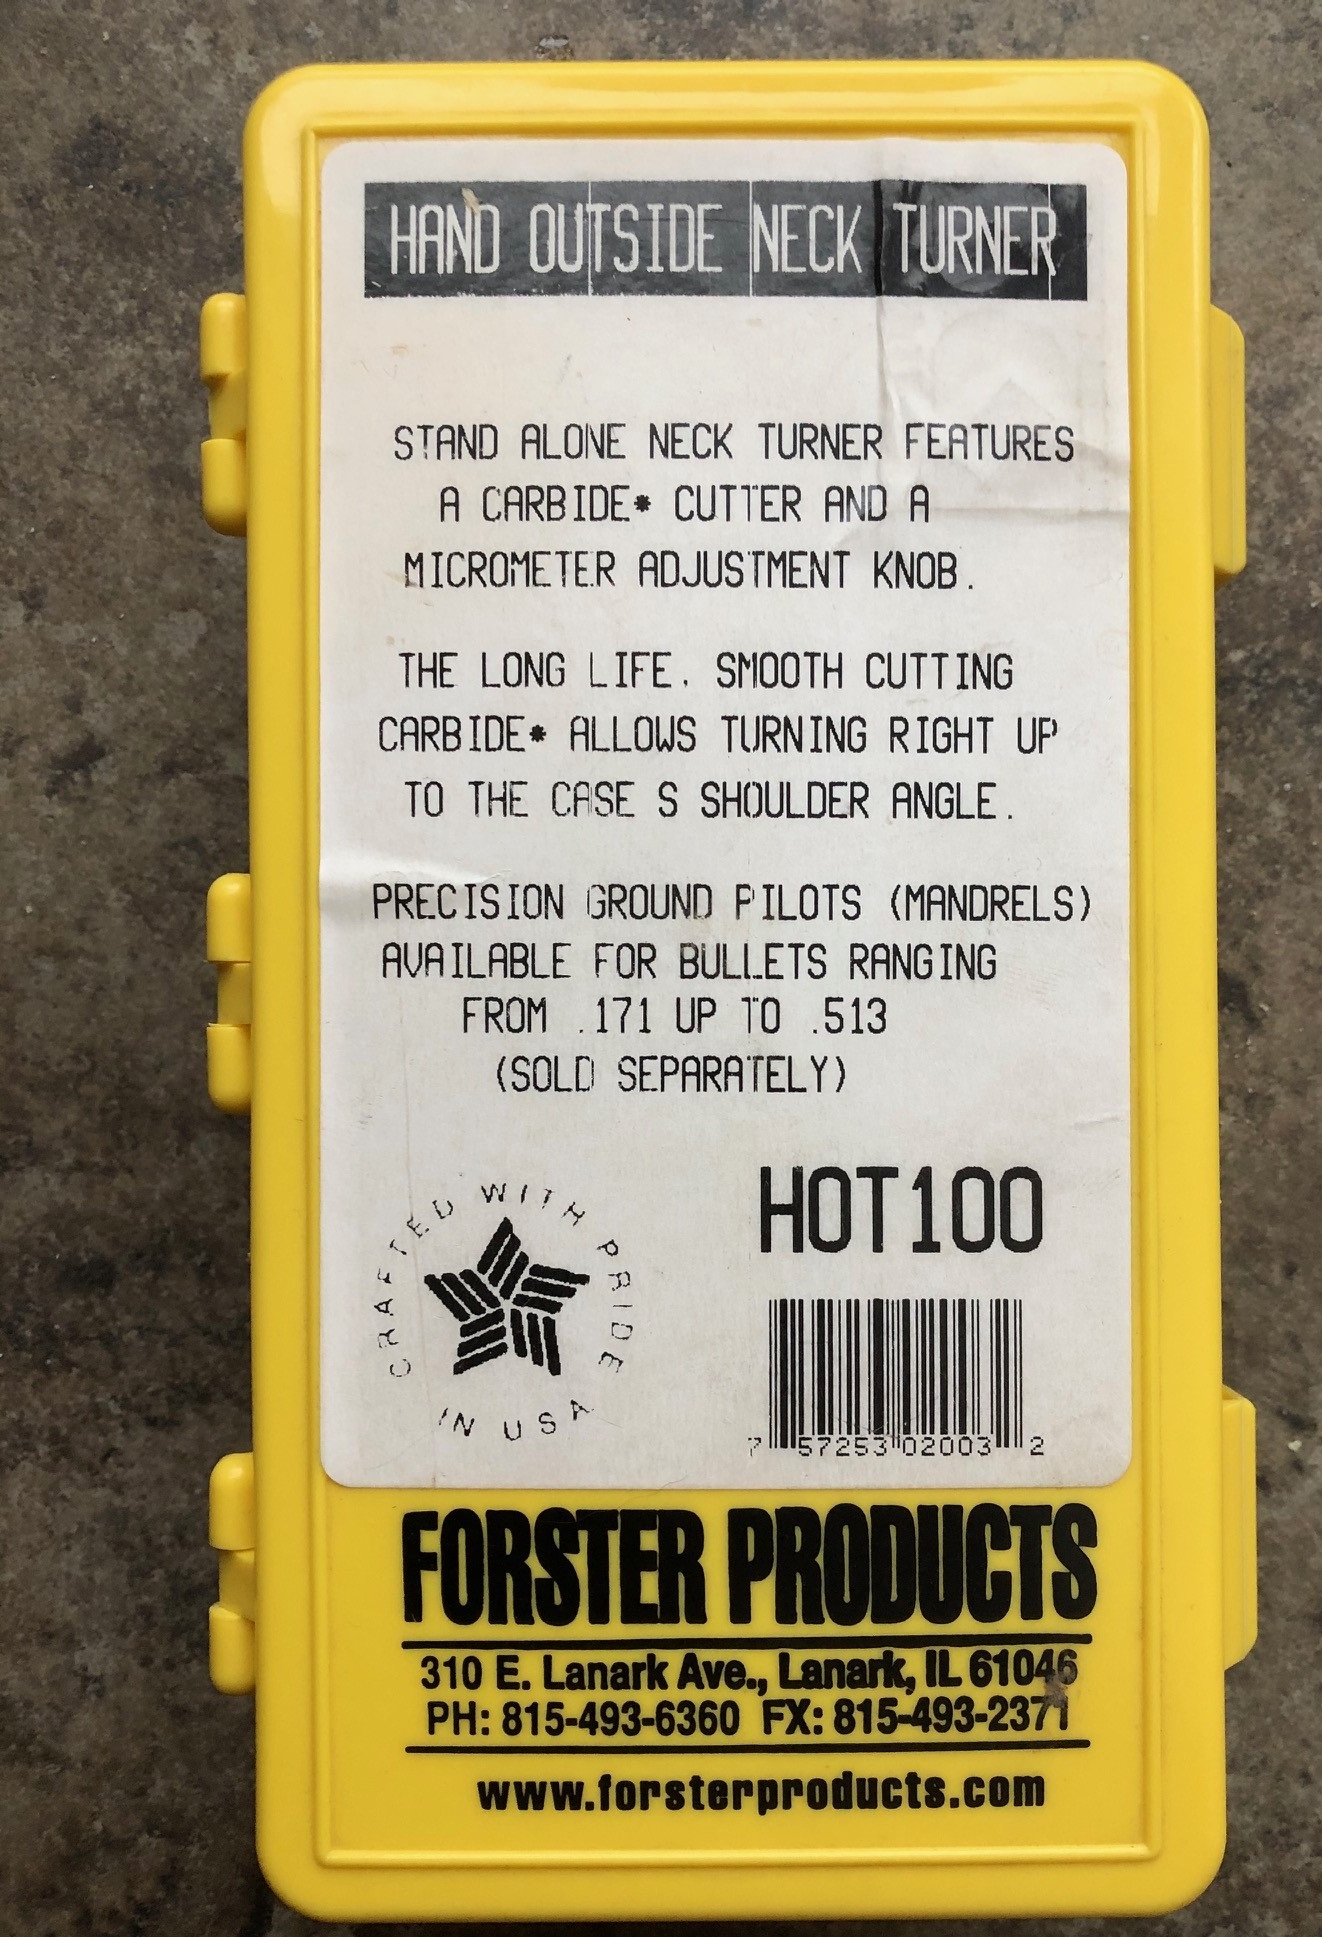 HAND OUTSIDE NECK TURNER
STAND ALONE NECK TURNER FEATURES
A CARBIDE* CUTTER AND A
MICROMETER ADJUSTMENT KNOB.
THE LONG LIFE, SMOOTH CUTTING
CARBIDE* ALLOWS TURNING RIGHT UP
TO THE CASE S SHOULDER ANGLE.
PRECISION GROUND PILOTS (MANDRELS)
AVAILABLE FOR BULLETS RANGING
FROM .171 UP TO .513
(SOLD SEPARATELY)
CRAFTED WITH PRIDE IN USA
HOT100
7 57253 02003 2
FORSTER PRODUCTS
310 E. Lanark Ave., Lanark, IL 61046
PH: 815-493-6360 FX: 815-493-2371
www.forsterproducts.com